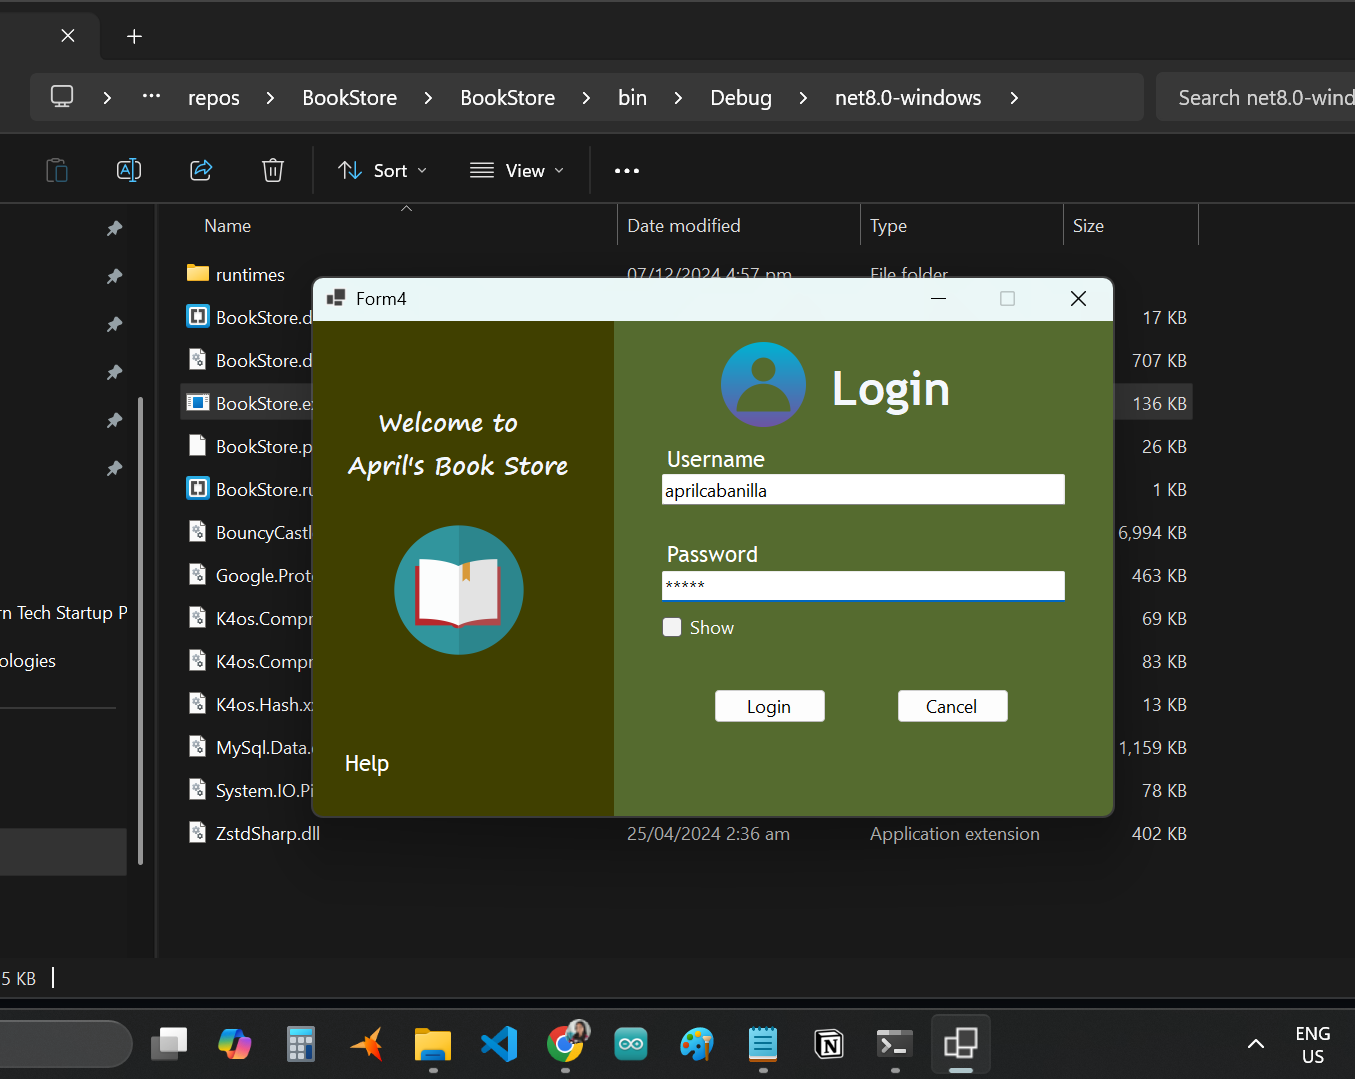 repos
BookStore
BookStore
bin
Debug
net8.0-windows
Search net8.0-wind
Sort
View
Name
Date modified
Type
Size
runtimes
07/12/2024 4:57 pm
File folder
BookStore.d
17 KB
BookStore.d
707 KB
BookStore.e
136 KB
BookStore.p
26 KB
BookStore.ru
1 KB
BouncyCastl
6,994 KB
Google.Prot
463 KB
K4os.Compr
69 KB
K4os.Compr
83 KB
K4os.Hash.x
13 KB
MySql.Data.
1,159 KB
System.IO.Pi
78 KB
ZstdSharp.dll
25/04/2024 2:36 am
Application extension
402 KB
rn Tech Startup P
ologies
5 KB
Form4
Welcome to
April's Book Store
Help
Login
Username
aprilcabanilla
Password
*****
Show
Login
Cancel
ENG
US